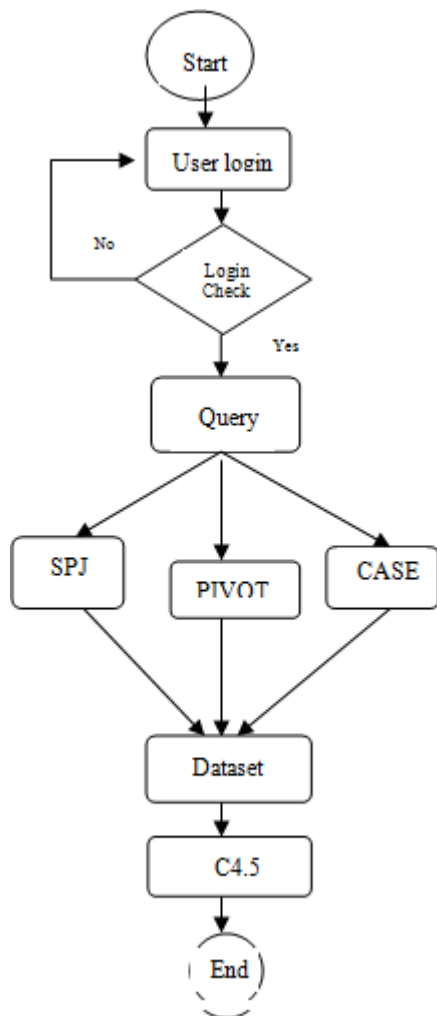 Start
User login
No
Login
Check
Yes
Query
SPJ
PIVOT
CASE
Dataset
C4.5
End